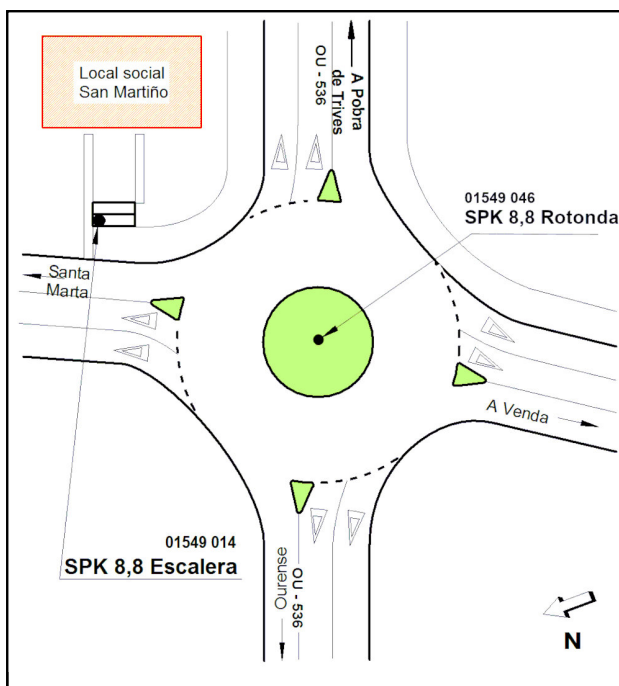 Local social
San Martiño
OU - 536
A Pobra
de Trives
01549 046
SPK 8,8 Rotonda
Santa
Marta
A Venda
01549 014
SPK 8,8 Escalera
Ourense
OU - 536
N